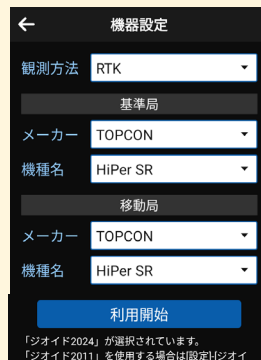 機器設定
観測方法 RTK
基準局
メーカー TOPCON
機種名 HiPer SR
移動局
メーカー TOPCON
機種名 HiPer SR
利用開始
「ジオイド2024」が選択されています。
「ジオイド2011」を使用する場合は[設定]-[ジオイ